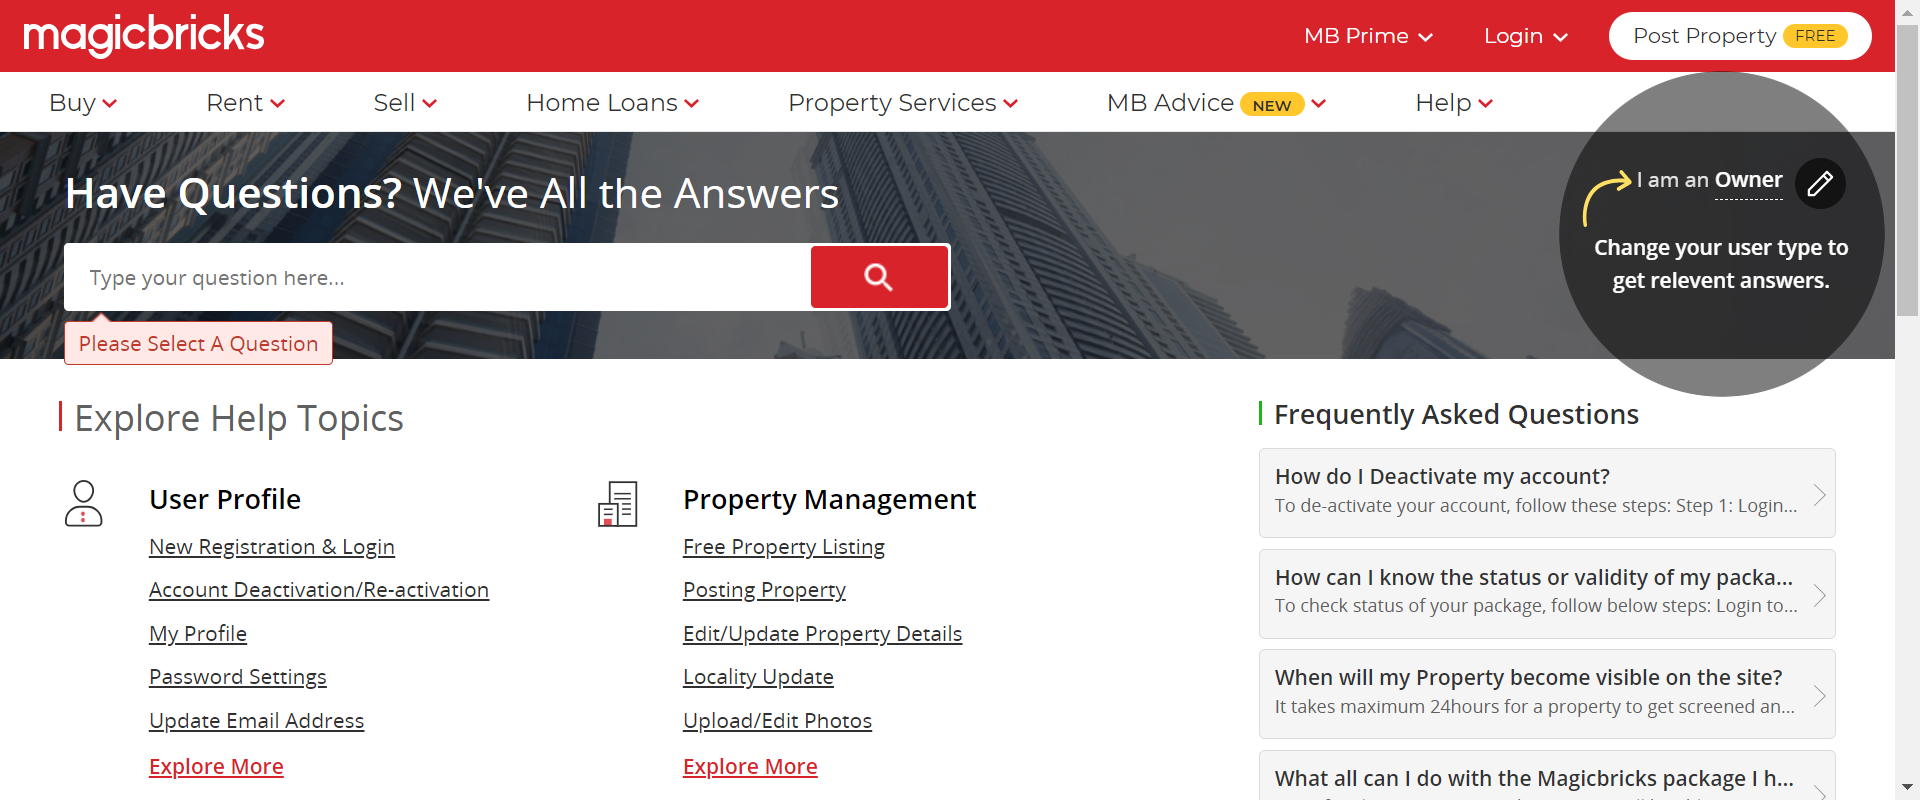 magicbricks
MB Prime
Login
Post Property FREE
Buy
Rent
Sell
Home Loans
Property Services
MB Advice NEW
Help
Have Questions? We've All the Answers
Type your question here...
Please Select A Question
I am an Owner
Change your user type to
get relevent answers.
Explore Help Topics
User Profile
New Registration & Login
Account Deactivation/Re-activation
My Profile
Password Settings
Update Email Address
Explore More
Property Management
Free Property Listing
Posting Property
Edit/Update Property Details
Locality Update
Upload/Edit Photos
Explore More
Frequently Asked Questions
How do I Deactivate my account?
To de-activate your account, follow these steps: Step 1: Login...
How can I know the status or validity of my packa...
To check status of your package, follow below steps: Login to...
When will my Property become visible on the site?
It takes maximum 24hours for a property to get screened an...
What all can I do with the Magicbricks package I h...